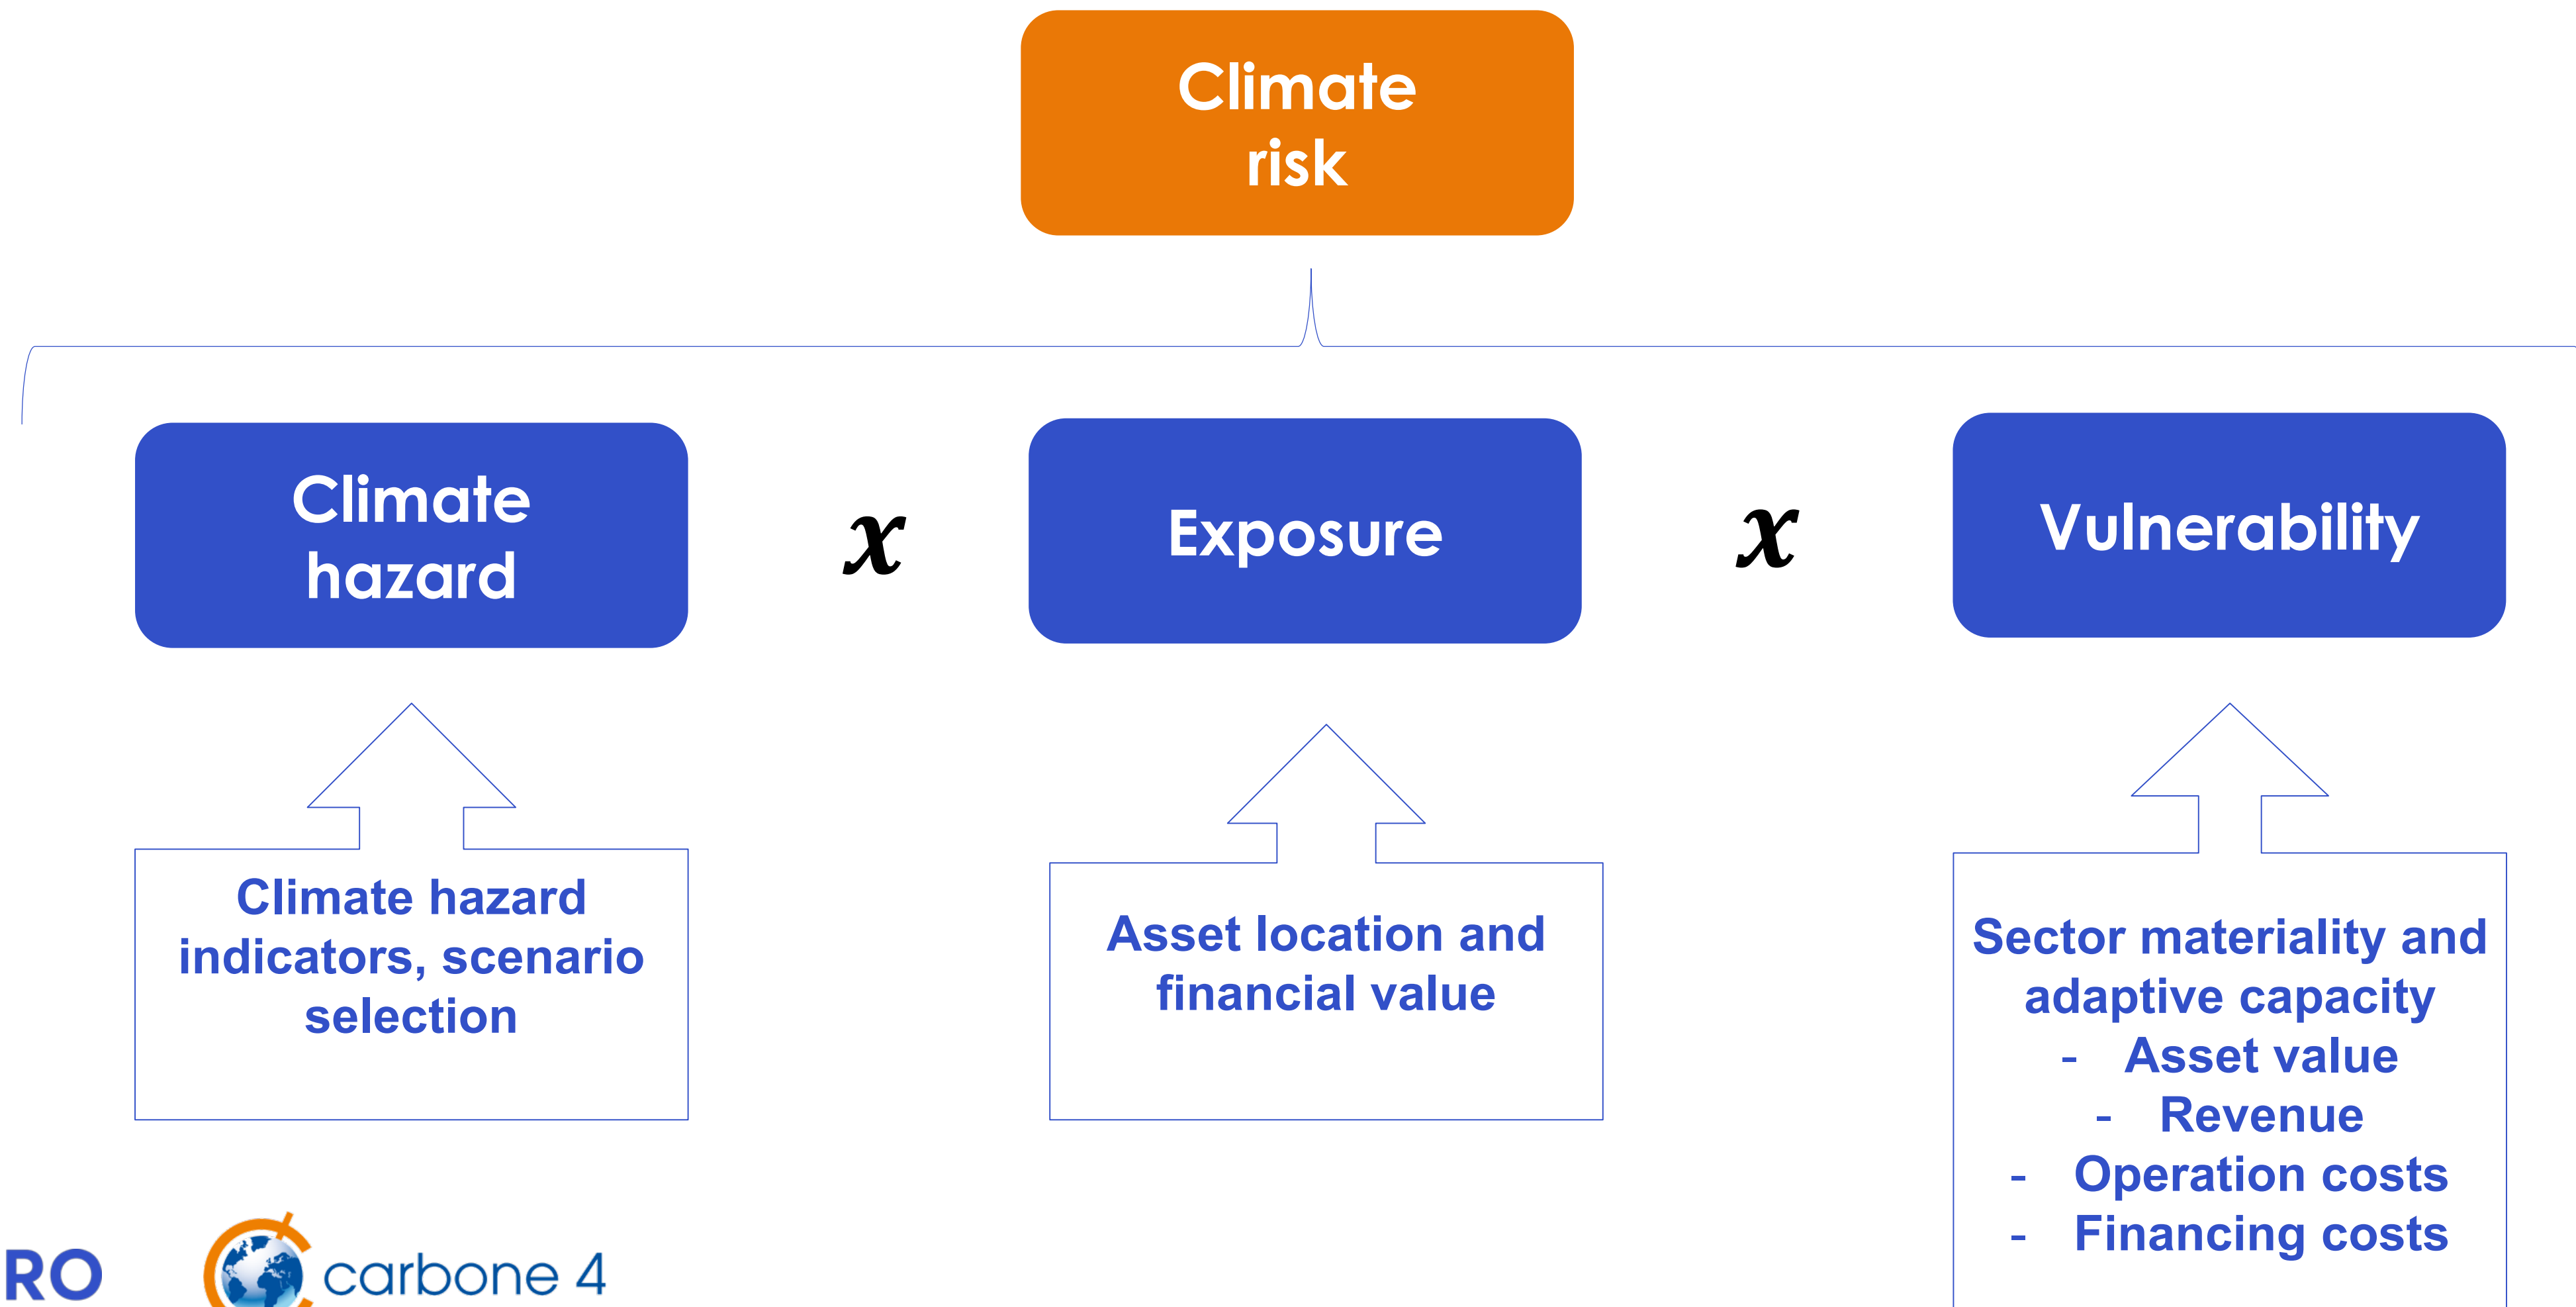 Climate
risk
Climate
hazard
x
Exposure
x
Vulnerability
Climate hazard
indicators, scenario
selection
Asset location and
financial value
Sector materiality and
adaptive capacity
- Asset value
- Revenue
- Operation costs
- Financing costs
RO
carbone 4